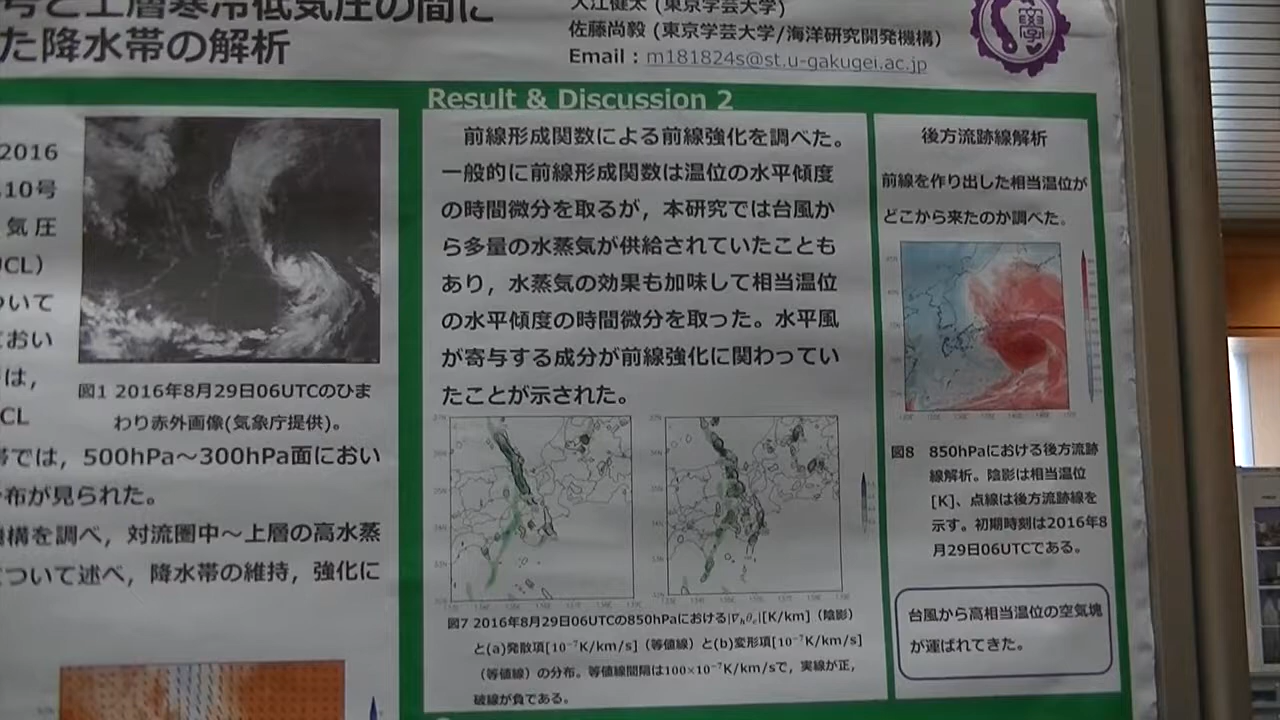 号と上層寒冷低気圧の間に
た降水帯の解析
大江健太 (東京学芸大学)
佐藤尚毅 (東京学芸大学/海洋研究開発機構)
Email : m181824s@st.u-gakugei.ac.jp
2016
10号
気圧
UCL)
ついて
におい
では,
CL
図1 2016年8月29日06UTCのひま
わり赤外画像(気象庁提供)。
帯では, 500hPa〜300hPa面におい
布が見られた。
機構を調べ, 対流圏中〜上層の高水蒸
について述べ, 降水帯の維持, 強化に
Result & Discussion 2
前線形成関数による前線強化を調べた。
一般的に前線形成関数は温位の水平傾度
の時間微分を取るが, 本研究では台風か
ら多量の水蒸気が供給されていたことも
あり, 水蒸気の効果も加味して相当温位
の水平傾度の時間微分を取った。水平風
が寄与する成分が前線強化に関わってい
たことが示された。
図7 2016年8月29日06UTCの850hPaにおける|∇hθe|[K/km] (陰影)
と(a)発散項[10⁻⁷K/km/s] (等値線) と(b)変形項[10⁻⁷K/km/s]
(等値線) の分布。等値線間隔は100×10⁻⁷K/km/sで, 実線が正,
破線が負である。
後方流跡線解析
前線を作り出した相当温位が
どこから来たのか調べた。
図8 850hPaにおける後方流跡
線解析。陰影は相当温位
[K]、点線は後方流跡線を
示す。初期時刻は2016年8
月29日06UTCである。
台風から高相当温位の空気塊
が運ばれてきた。